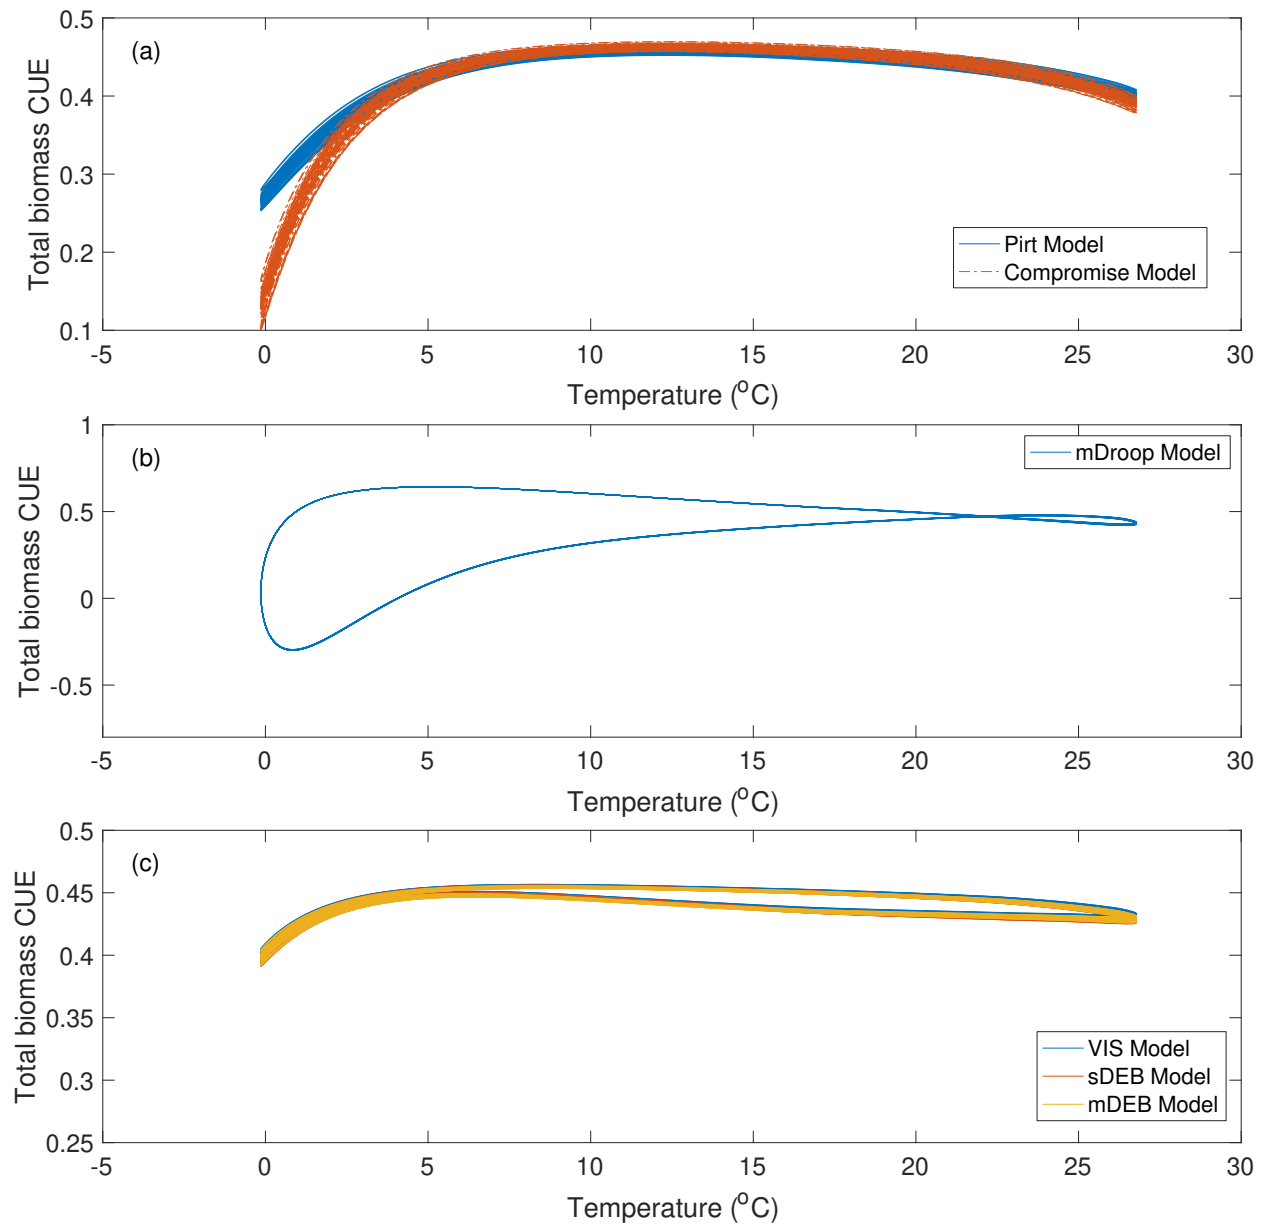 0.5
(a)
0.4
0.3
0.2
0.1
Total biomass CUE
Pirt Model
Compromise Model
-5 0 5 10 15 20 25 30
Temperature (°C)
1
(b)
mDroop Model
0.5
0
-0.5
Total biomass CUE
-5 0 5 10 15 20 25 30
Temperature (°C)
0.5
(c)
0.45
0.4
0.35
0.3
0.25
Total biomass CUE
VIS Model
sDEB Model
mDEB Model
-5 0 5 10 15 20 25 30
Temperature (°C)